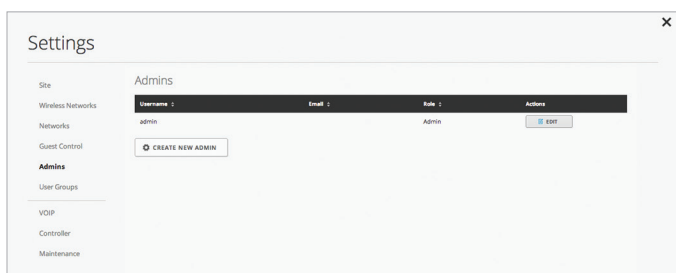 Settings
Site
Wireless Networks
Networks
Guest Control
Admins
User Groups
VOIP
Controller
Maintenance
Admins
Username Email Role Actions
admin Admin EDIT
CREATE NEW ADMIN